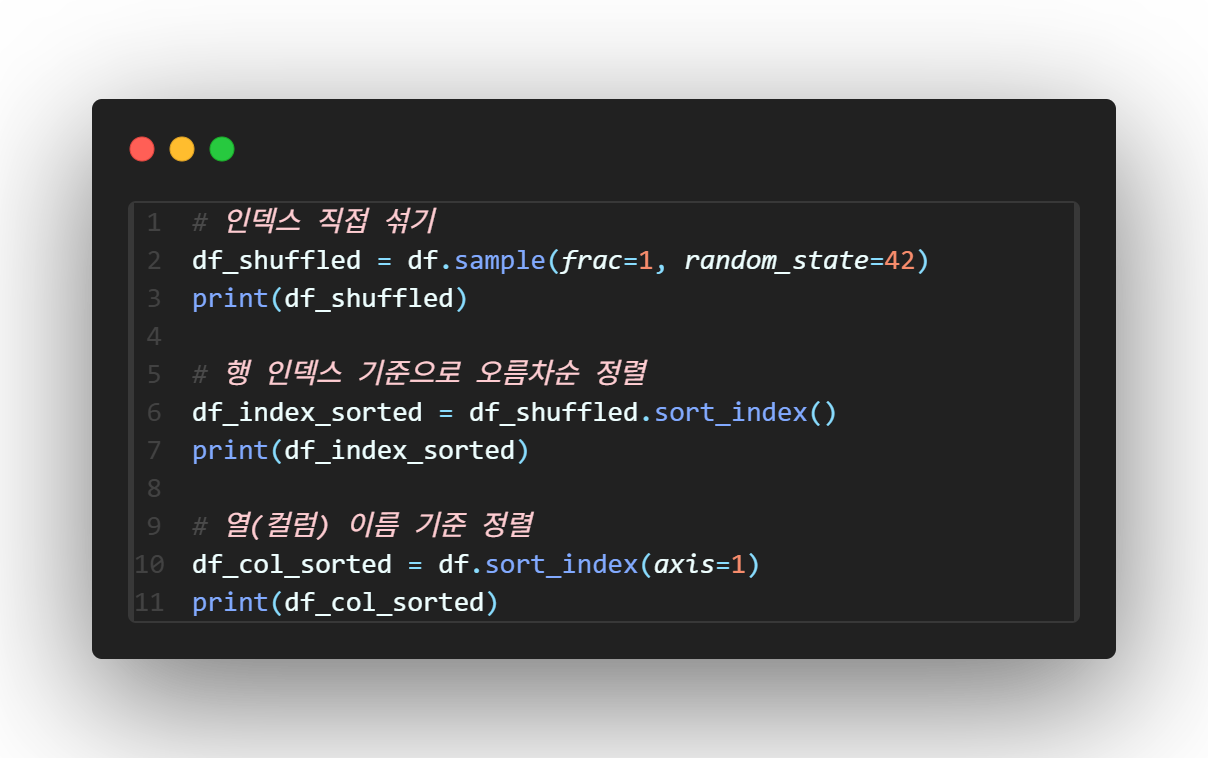 1 # 인덱스 직접 섞기
2 df_shuffled = df.sample(frac=1, random_state=42)
3 print(df_shuffled)
4
5 # 행 인덱스 기준으로 오름차순 정렬
6 df_index_sorted = df_shuffled.sort_index()
7 print(df_index_sorted)
8
9 # 열(컬럼) 이름 기준 정렬
10 df_col_sorted = df.sort_index(axis=1)
11 print(df_col_sorted)